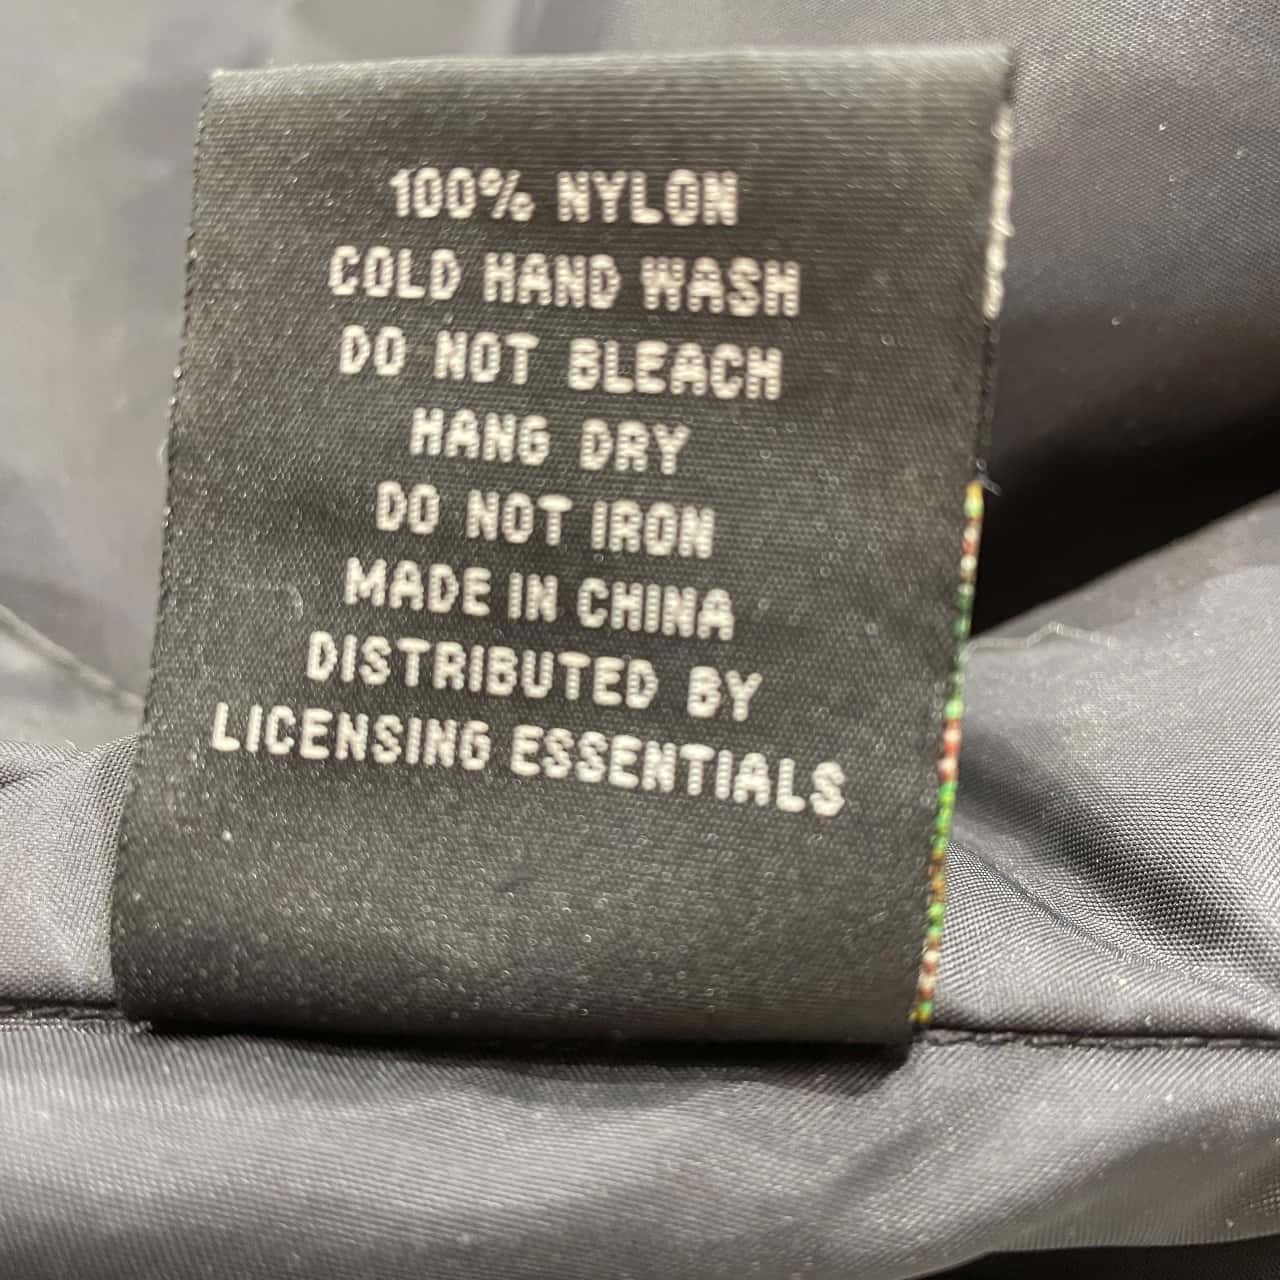 100% NYLON
COLD HAND WASH
DO NOT BLEACH
HANG DRY
DO NOT IRON
MADE IN CHINA
DISTRIBUTED BY
LICENSING ESSENTIALS